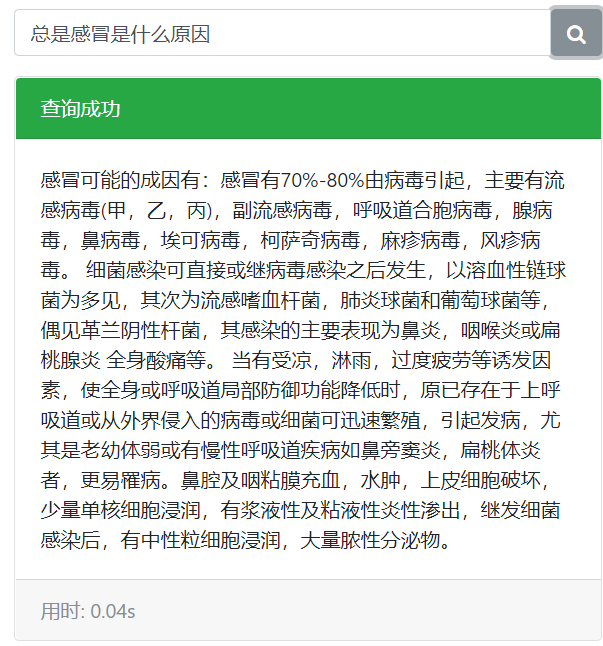 总是感冒是什么原因
查询成功
感冒可能的成因有：感冒有70%-80%由病毒引起，主要有流
感病毒(甲，乙，丙)，副流感病毒，呼吸道合胞病毒，腺病
毒，鼻病毒，埃可病毒，柯萨奇病毒，麻疹病毒，风疹病
毒。 细菌感染可直接或继病毒感染之后发生，以溶血性链球
菌为多见，其次为流感嗜血杆菌，肺炎球菌和葡萄球菌等，
偶见革兰阴性杆菌，其感染的主要表现为鼻炎，咽喉炎或扁
桃腺炎 全身酸痛等。 当有受凉，淋雨，过度疲劳等诱发因
素，使全身或呼吸道局部防御功能降低时，原已存在于上呼
吸道或从外界侵入的病毒或细菌可迅速繁殖，引起发病，尤
其是老幼体弱或有慢性呼吸道疾病如鼻旁窦炎，扁桃体炎
者，更易罹病。鼻腔及咽粘膜充血，水肿，上皮细胞破坏，
少量单核细胞浸润，有浆液性及粘液性炎性渗出，继发细菌
感染后，有中性粒细胞浸润，大量脓性分泌物。
用时: 0.04s